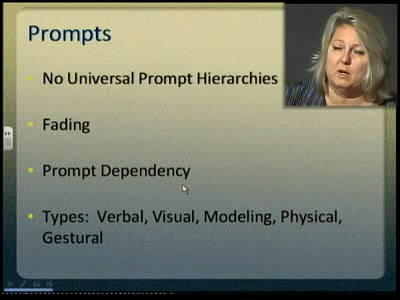 Prompts
• No Universal Prompt Hierarchies
• Fading
• Prompt Dependency
• Types: Verbal, Visual, Modeling, Physical,
Gestural